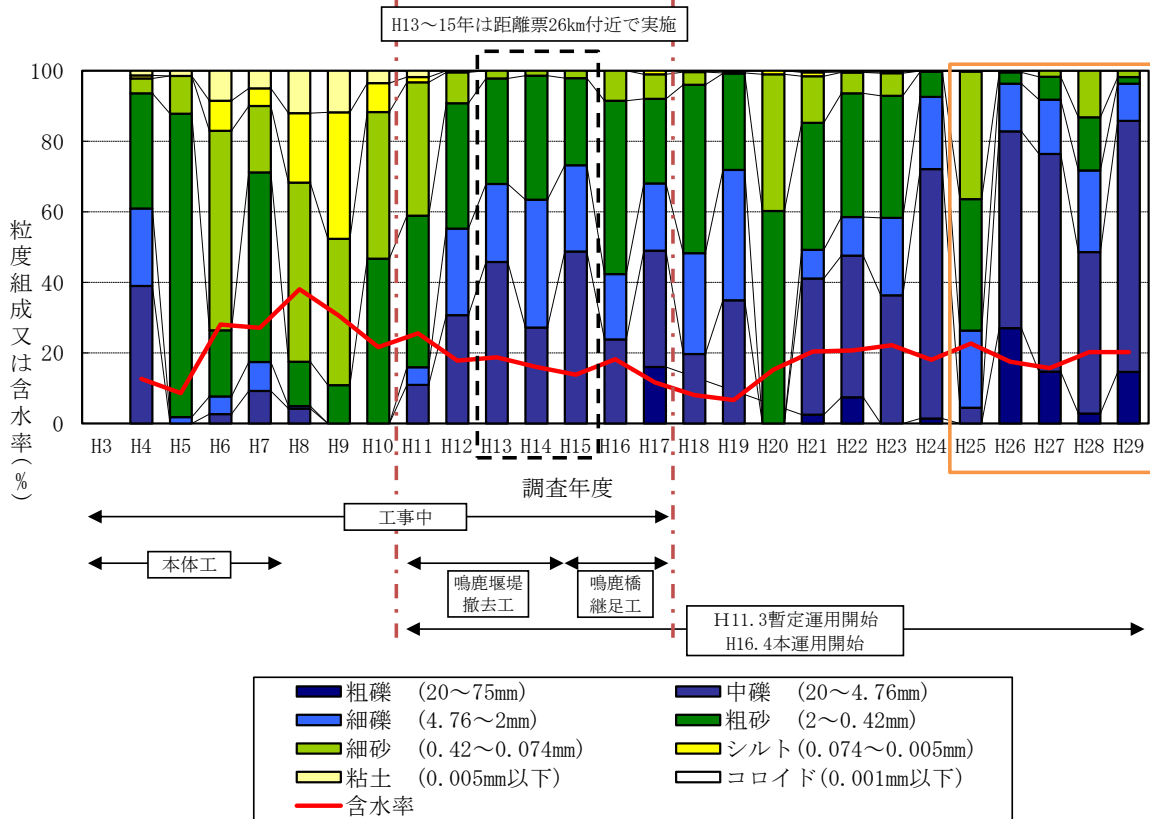 H13～15年は距離票26km付近で実施
100
80
60
40
20
0
粒度組成又は含水率(%)
H3 H4 H5 H6 H7 H8 H9 H10 H11 H12 H13 H14 H15 H16 H17 H18 H19 H20 H21 H22 H23 H24 H25 H26 H27 H28 H29
調査年度
工事中
本体工
鳴鹿堰堤
撤去工
鳴鹿橋
継足工
H11.3暫定運用開始
H16.4本運用開始
粗礫 (20～75mm)
中礫 (20～4.76mm)
細礫 (4.76～2mm)
粗砂 (2～0.42mm)
細砂 (0.42～0.074mm)
シルト(0.074～0.005mm)
粘土 (0.005mm以下)
コロイド(0.001mm以下)
含水率